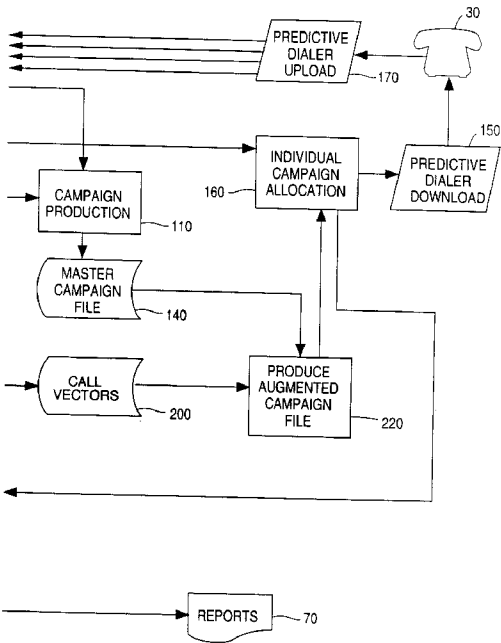 30
PREDICTIVE
DIALER
UPLOAD
170
150
PREDICTIVE
DIALER
DOWNLOAD
INDIVIDUAL
CAMPAIGN
ALLOCATION
160
CAMPAIGN
PRODUCTION
110
MASTER
CAMPAIGN
FILE
140
CALL
VECTORS
200
PRODUCE
AUGMENTED
CAMPAIGN
FILE
220
REPORTS
70